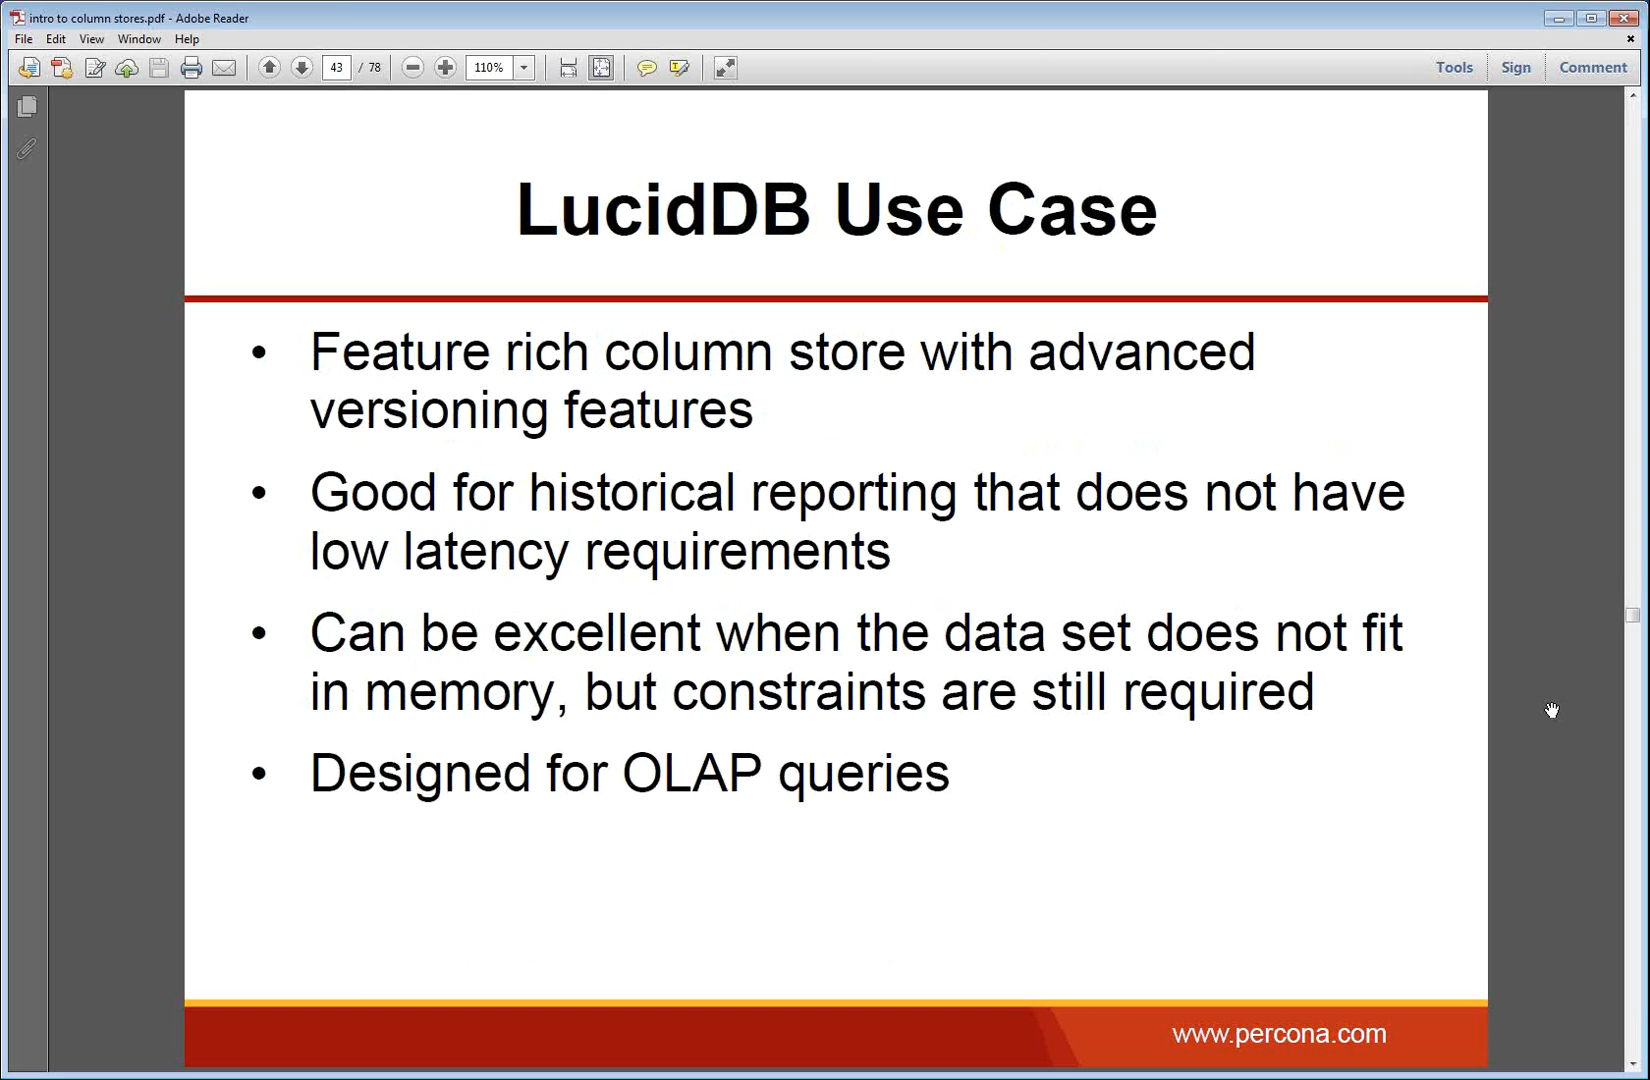 intro to column stores.pdf - Adobe Reader
File Edit View Window Help
43 / 78 110% Tools Sign Comment
LucidDB Use Case
• Feature rich column store with advanced
versioning features
• Good for historical reporting that does not have
low latency requirements
• Can be excellent when the data set does not fit
in memory, but constraints are still required
• Designed for OLAP queries
www.percona.com